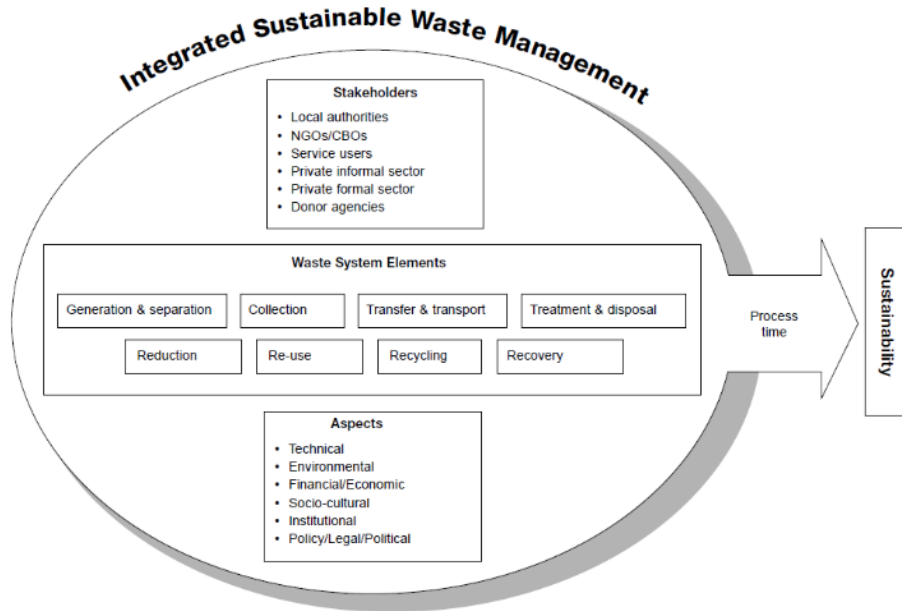 Integrated Sustainable Waste Management
Stakeholders
• Local authorities
• NGOs/CBOs
• Service users
• Private informal sector
• Private formal sector
• Donor agencies
Waste System Elements
Generation & separation
Collection
Transfer & transport
Treatment & disposal
Reduction
Re-use
Recycling
Recovery
Aspects
• Technical
• Environmental
• Financial/Economic
• Socio-cultural
• Institutional
• Policy/Legal/Political
Process
time
Sustainability